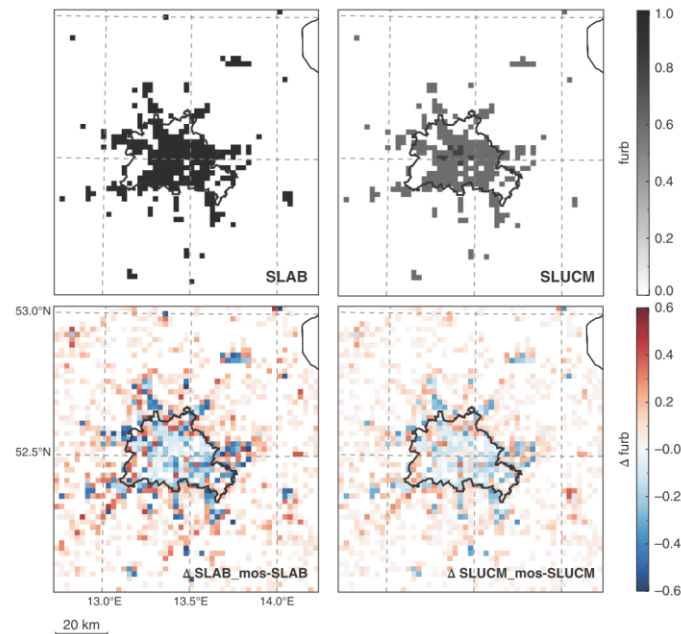 SLAB
SLUCM
1.0
0.8
0.6
0.4
0.2
0.0
furb
53.0°N
52.5°N
Δ SLAB_mos-SLAB
Δ SLUCM_mos-SLUCM
0.6
0.4
0.2
−0.0
−0.2
−0.4
−0.6
Δ furb
13.0°E
13.5°E
14.0°E
20 km